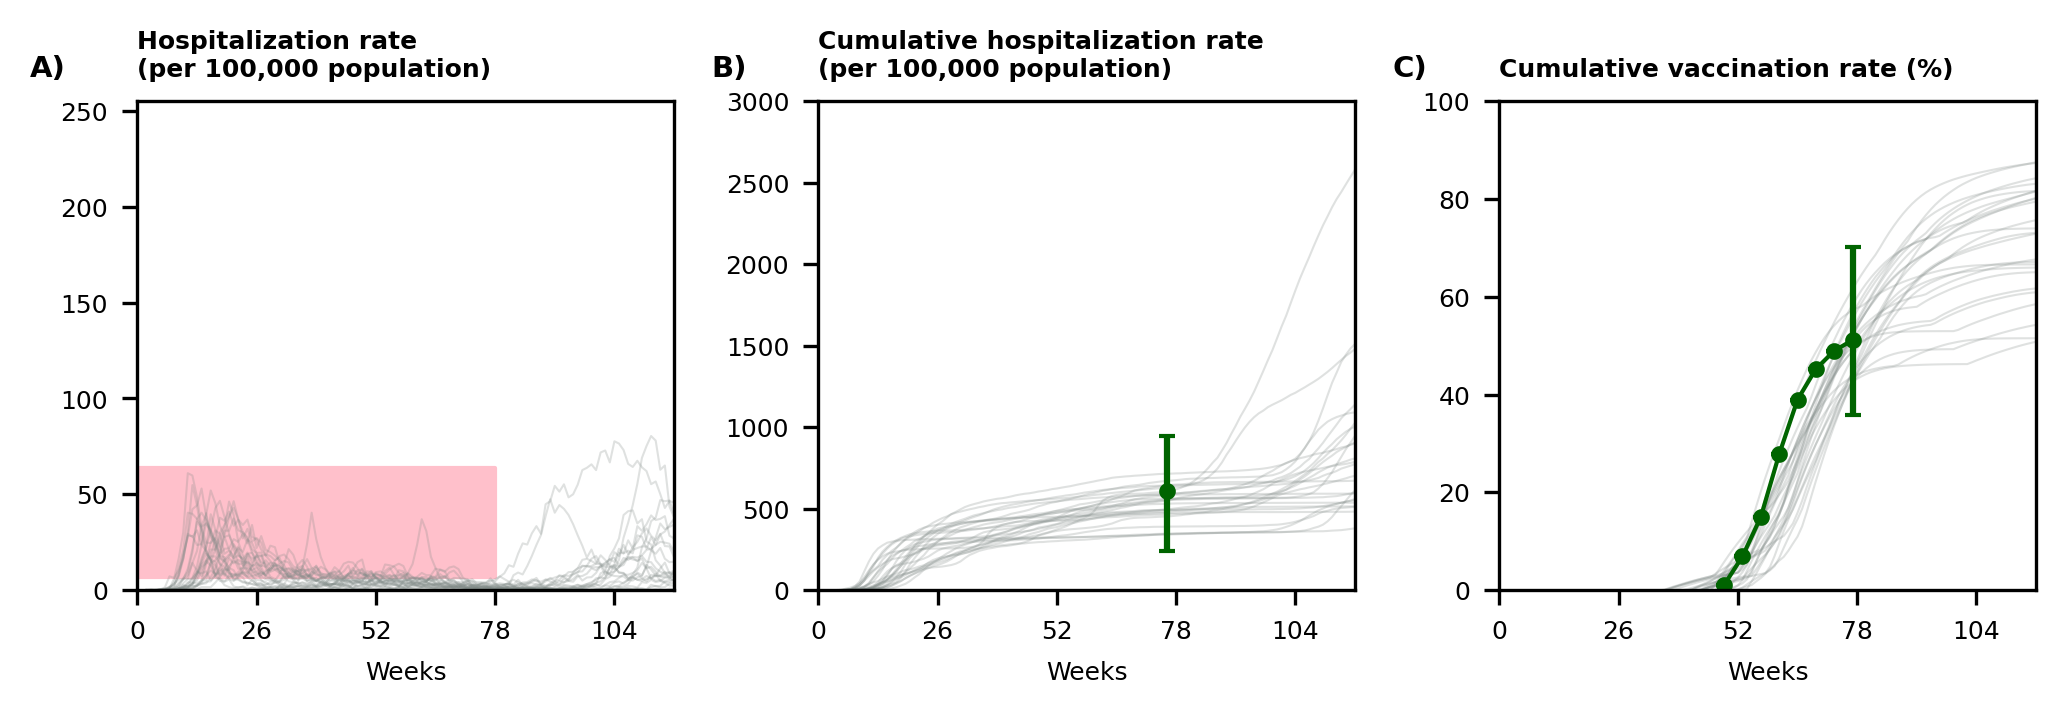 A)
Hospitalization rate
(per 100,000 population)
250
200
150
100
50
0
0 26 52 78 104
Weeks
B)
Cumulative hospitalization rate
(per 100,000 population)
3000
2500
2000
1500
1000
500
0
0 26 52 78 104
Weeks
C)
Cumulative vaccination rate (%)
100
80
60
40
20
0
0 26 52 78 104
Weeks